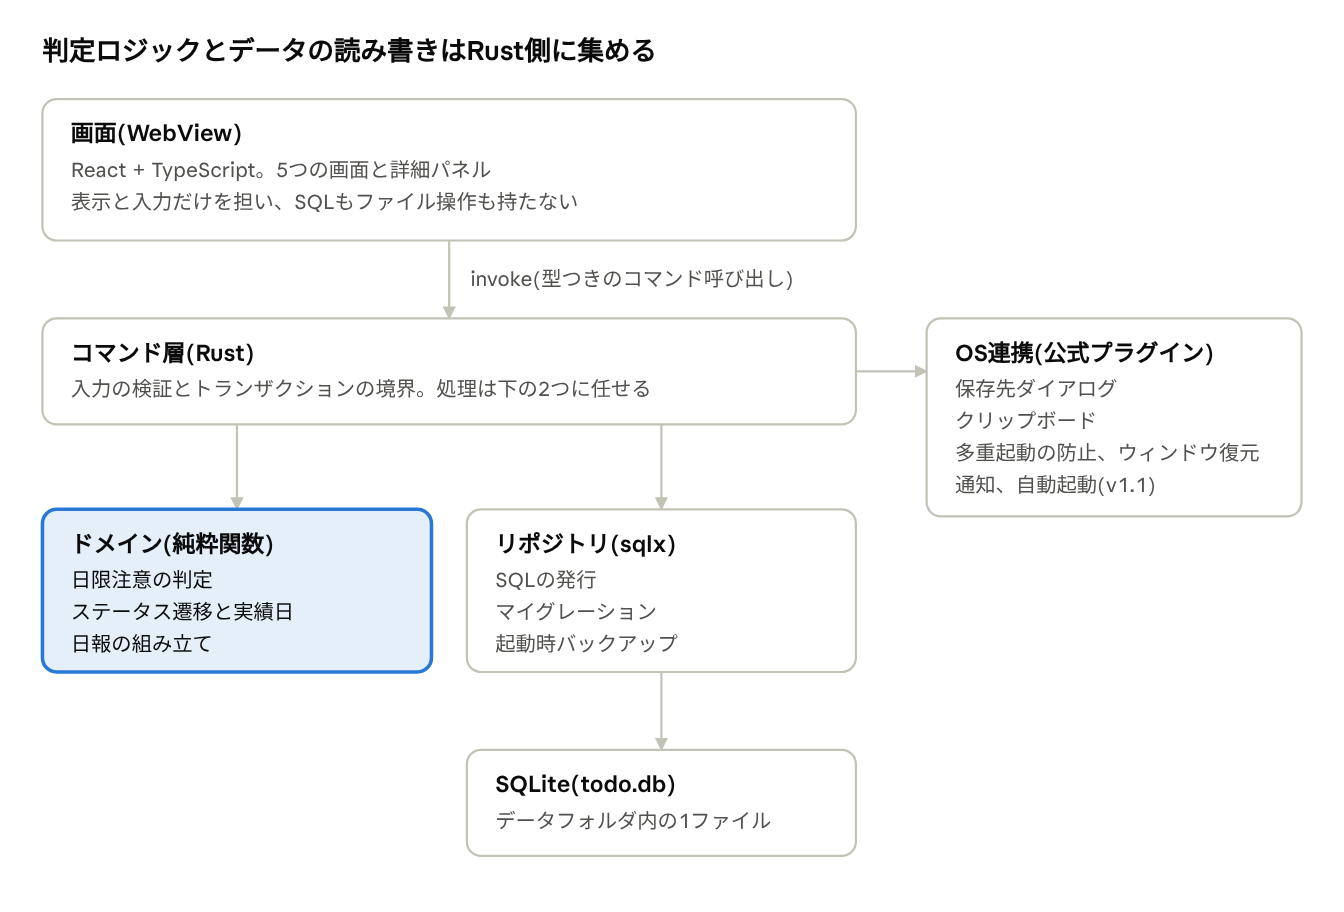 判定ロジックとデータの読み書きはRust側に集める
画面(WebView)
React + TypeScript。5つの画面と詳細パネル
表示と入力だけを担い、SQLもファイル操作も持たない
invoke(型つきのコマンド呼び出し)
コマンド層(Rust)
入力の検証とトランザクションの境界。処理は下の2つに任せる
OS連携(公式プラグイン)
保存先ダイアログ
クリップボード
多重起動の防止、ウィンドウ復元
通知、自動起動(v1.1)
ドメイン(純粋関数)
日限注意の判定
ステータス遷移と実績日
日報の組み立て
リポジトリ(sqlx)
SQLの発行
マイグレーション
起動時バックアップ
SQLite(todo.db)
データフォルダ内の1ファイル